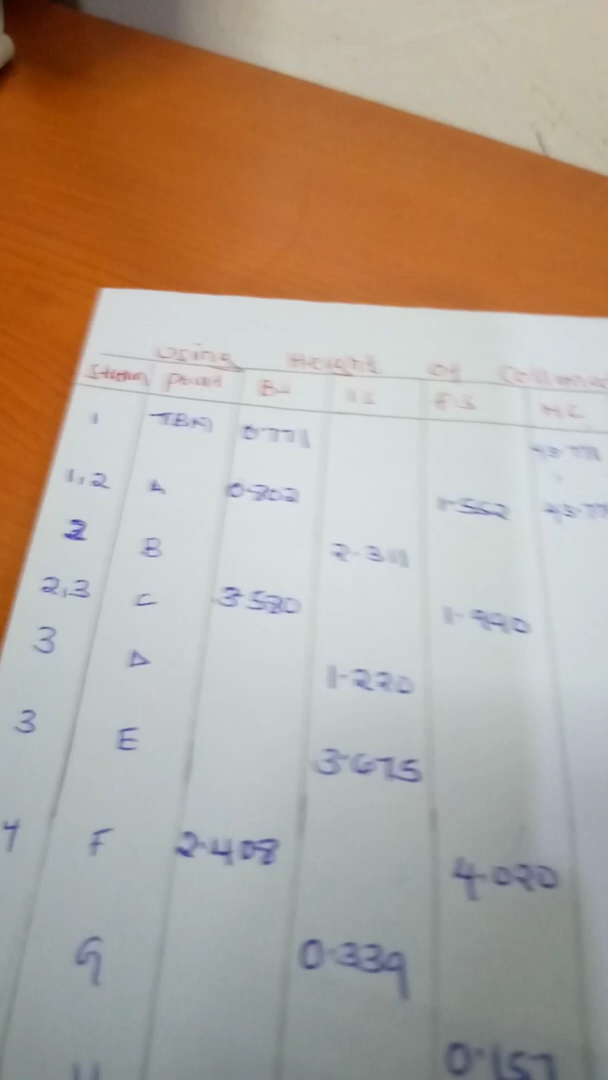 Using Height of
Station Point BS IS FS HC
1 TBM 0.771
1,2 A 0.802 1.552
2 B 2.311
2,3 C 3.580 1.990
3 D 1.220
3 E 3.675
4 F 2.408 4.020
G 0.339
0.157